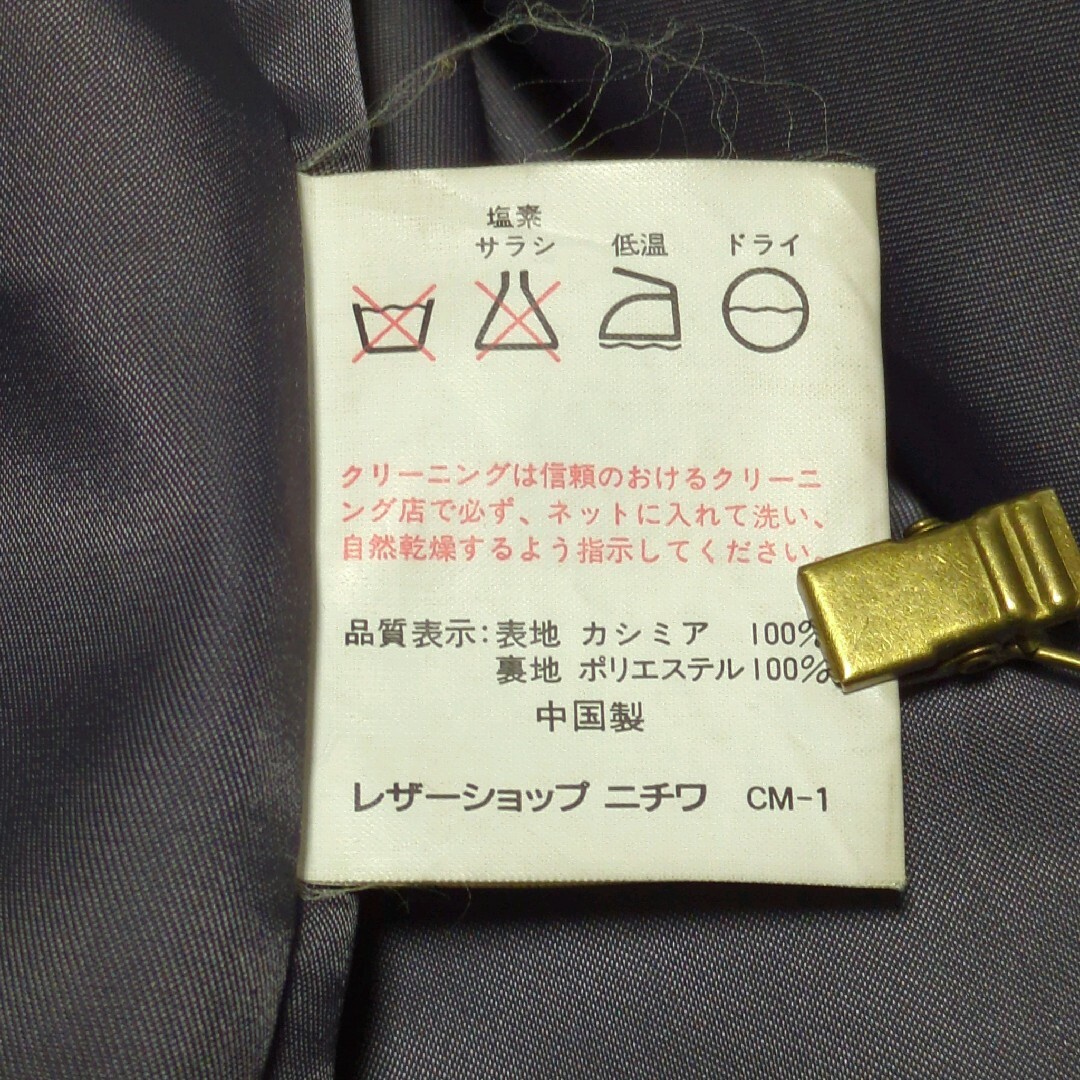 塩素
サラシ 低温 ドライ
クリーニングは信頼のおけるクリーニ
ング店で必ず、ネットに入れて洗い、
自然乾燥するよう指示してください。
品質表示:表地 カシミア 100%
裏地 ポリエステル100%
中国製
レザーショップ ニチワ CM-1